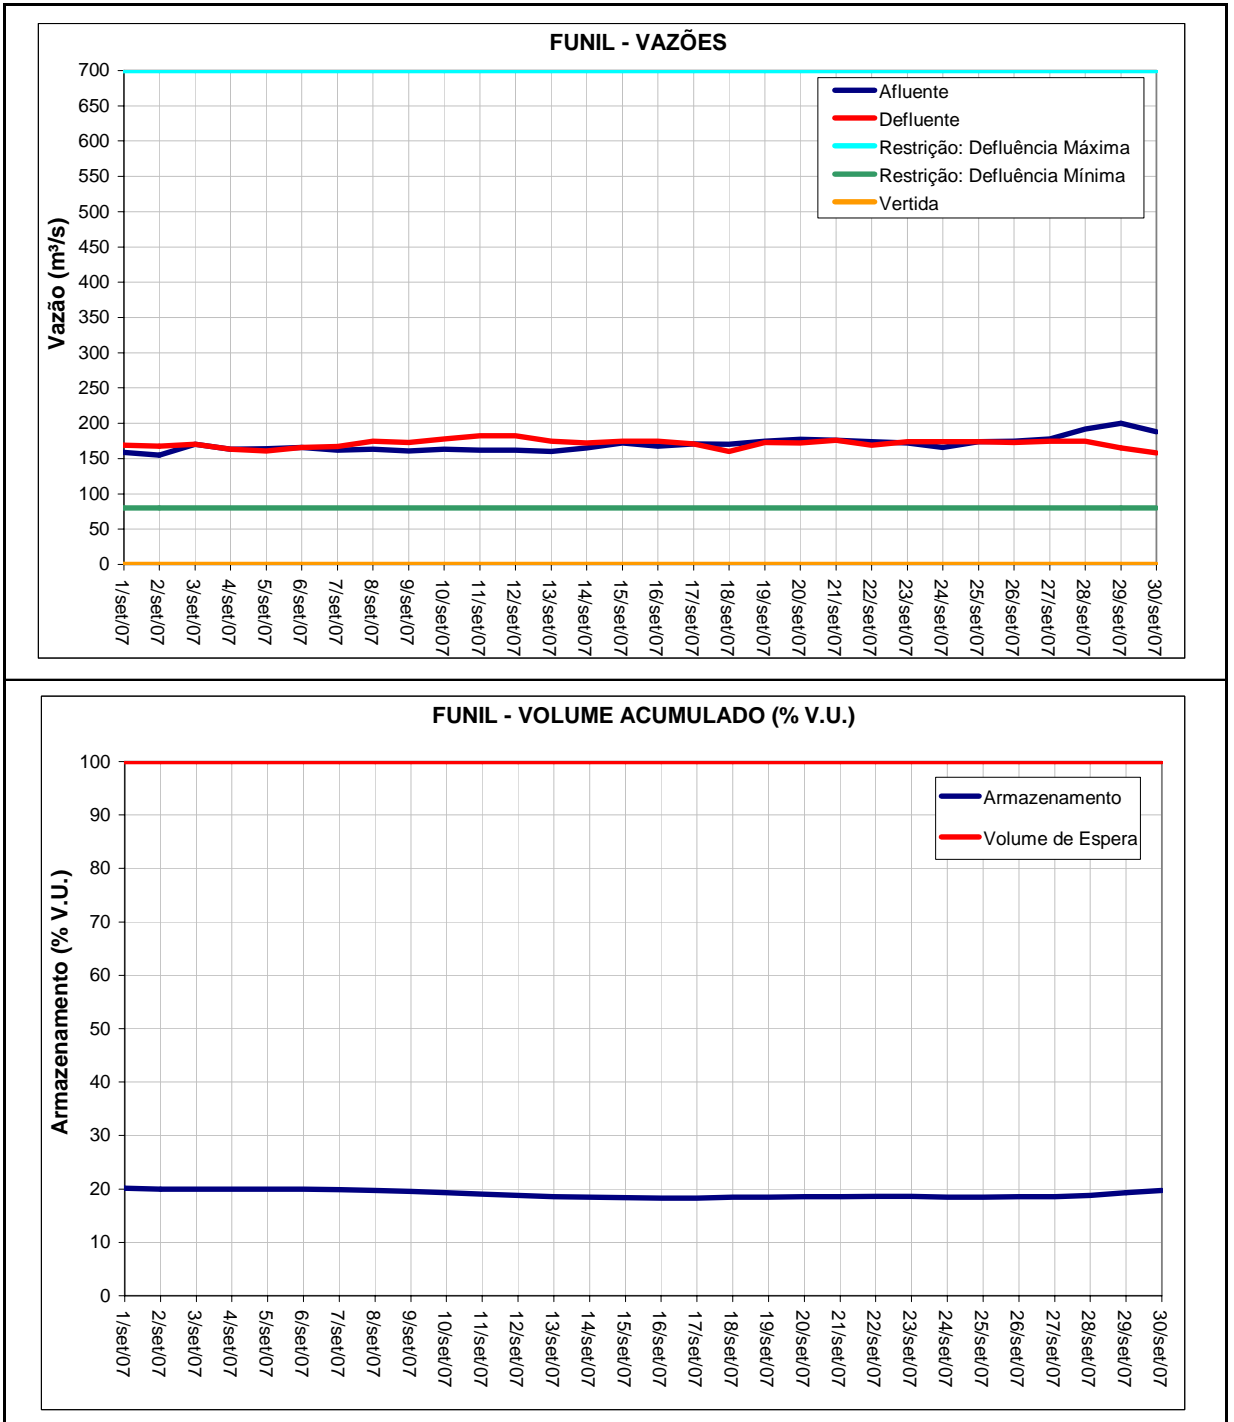 FUNIL - VAZÕES
700
650
600
550
500
450
400
350
300
250
200
150
100
50
0
Vazão (m³/s)
Afluente
Defluente
Restrição: Defluência Máxima
Restrição: Defluência Mínima
Vertida
1/set/07
2/set/07
3/set/07
4/set/07
5/set/07
6/set/07
7/set/07
8/set/07
9/set/07
10/set/07
11/set/07
12/set/07
13/set/07
14/set/07
15/set/07
16/set/07
17/set/07
18/set/07
19/set/07
20/set/07
21/set/07
22/set/07
23/set/07
24/set/07
25/set/07
26/set/07
27/set/07
28/set/07
29/set/07
30/set/07
FUNIL - VOLUME ACUMULADO (% V.U.)
100
90
80
70
60
50
40
30
20
10
0
Armazenamento (% V.U.)
Armazenamento
Volume de Espera
1/set/07
2/set/07
3/set/07
4/set/07
5/set/07
6/set/07
7/set/07
8/set/07
9/set/07
10/set/07
11/set/07
12/set/07
13/set/07
14/set/07
15/set/07
16/set/07
17/set/07
18/set/07
19/set/07
20/set/07
21/set/07
22/set/07
23/set/07
24/set/07
25/set/07
26/set/07
27/set/07
28/set/07
29/set/07
30/set/07